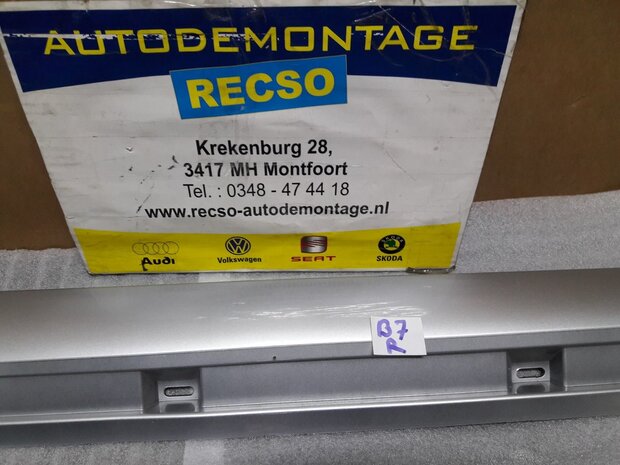 AUTODEMONTAGE
RECSO
Krekenburg 28,
3417 MH Montfoort
Tel. : 0348 - 47 44 18
www.recso-autodemontage.nl
Audi
Volkswagen
SEAT
SKODA
B7
R